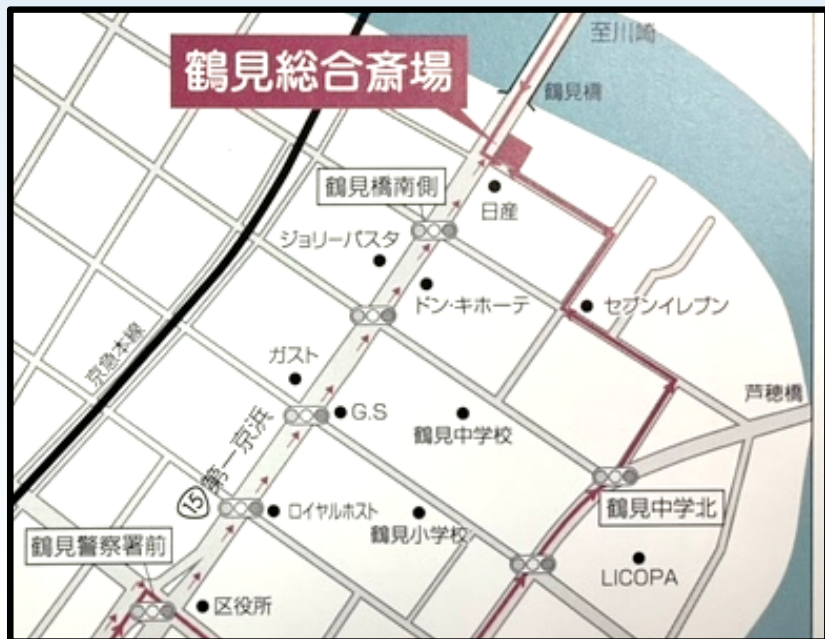 至川崎
鶴見総合斎場
鶴見橋
鶴見橋南側
日産
ジョリーパスタ
ドン・キホーテ
セブンイレブン
京急本線
ガスト
芦穂橋
G.S
鶴見中学校
第一京浜
15
ロイヤルホスト
鶴見小学校
鶴見中学北
鶴見警察署前
LICOPA
区役所